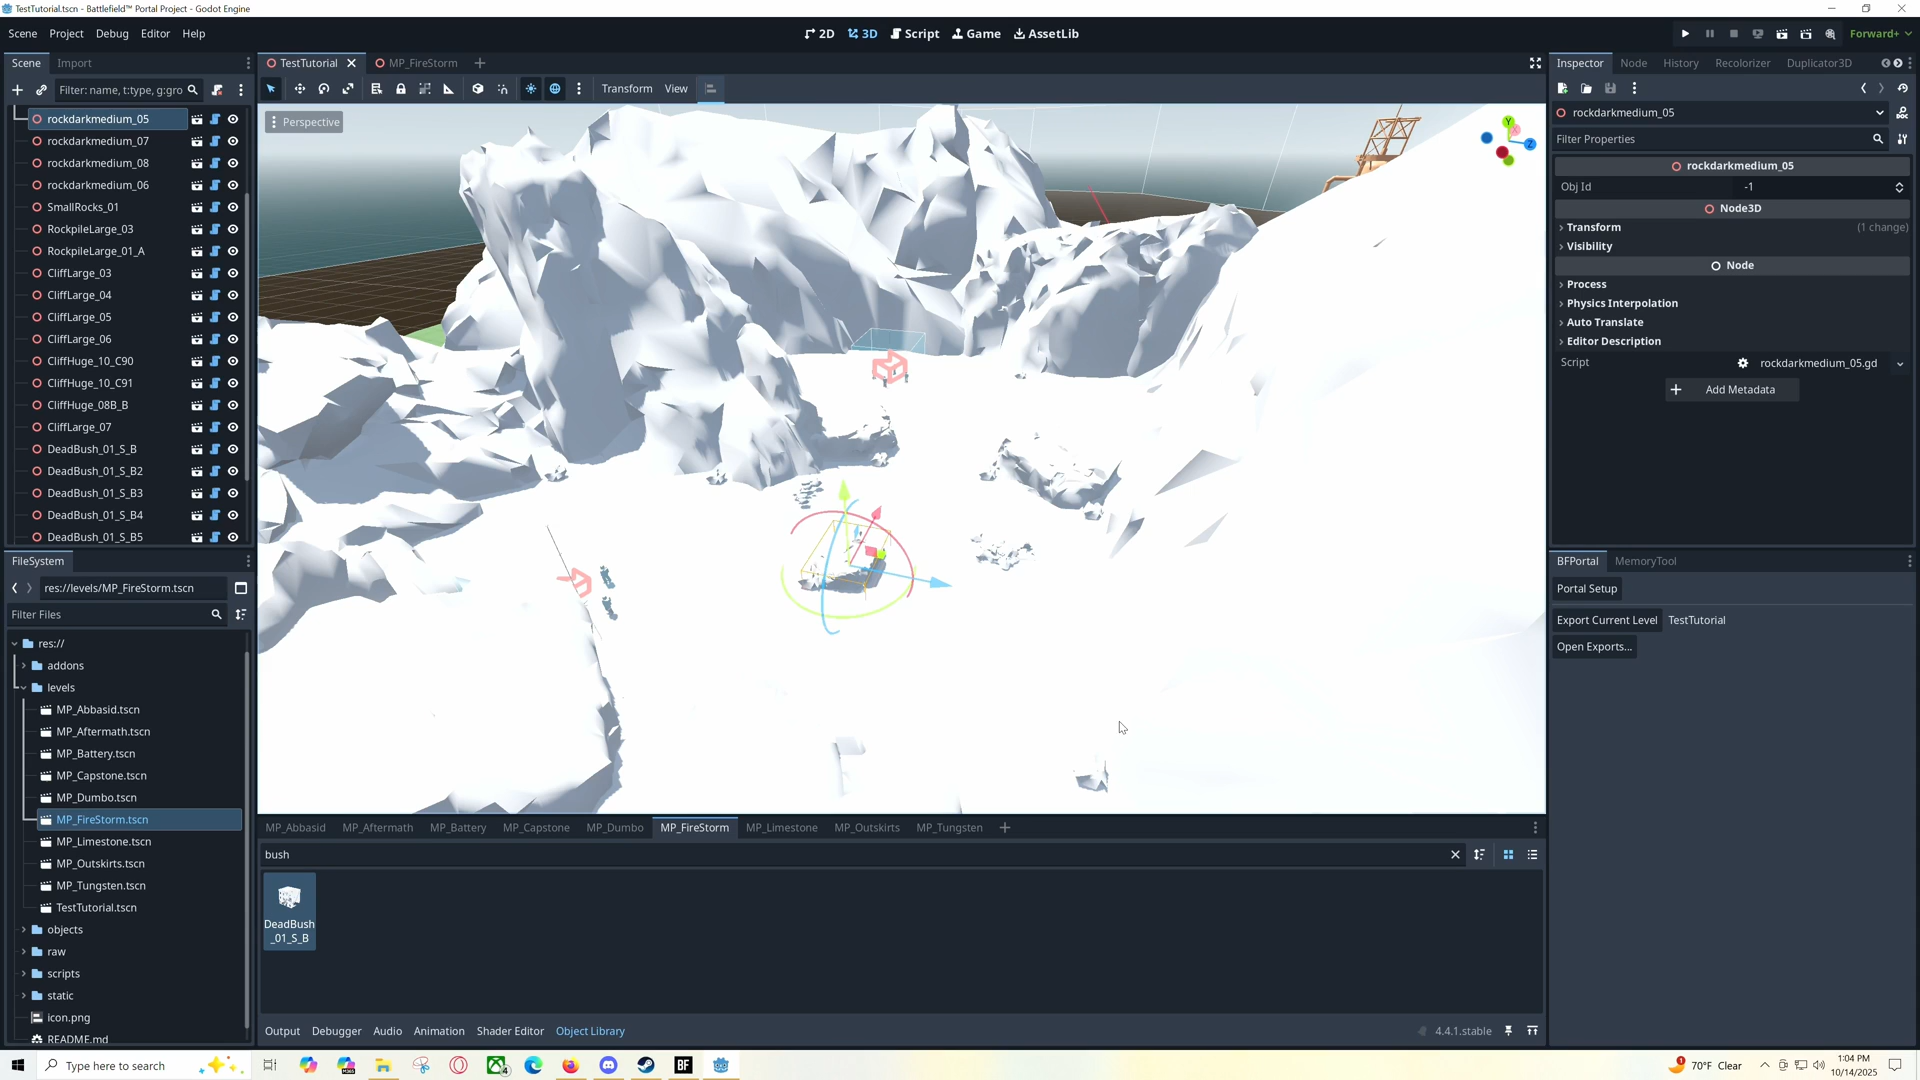 TestTutorial.tscn - Battlefield™ Portal Project - Godot Engine
Scene Project Debug Editor Help
2D 3D Script Game AssetLib
Forward+
Scene Import
TestTutorial MP_FireStorm
Inspector Node History Recolorizer Duplicator3D
Filter: name, t:type, g:gro
Transform View
Perspective
Y
X
Z
rockdarkmedium_05
rockdarkmedium_07
rockdarkmedium_08
rockdarkmedium_06
SmallRocks_01
RockpileLarge_03
RockpileLarge_01_A
CliffLarge_03
CliffLarge_04
CliffLarge_05
CliffLarge_06
CliffHuge_10_C90
CliffHuge_10_C91
CliffHuge_08B_B
CliffLarge_07
DeadBush_01_S_B
DeadBush_01_S_B2
DeadBush_01_S_B3
DeadBush_01_S_B4
DeadBush_01_S_B5
rockdarkmedium_05
Filter Properties
rockdarkmedium_05
Obj Id -1
Node3D
Transform (1 change)
Visibility
Node
Process
Physics Interpolation
Auto Translate
Editor Description
Script rockdarkmedium_05.gd
Add Metadata
BFPortal MemoryTool
Portal Setup
Export Current Level TestTutorial
Open Exports...
FileSystem
res://levels/MP_FireStorm.tscn
Filter Files
res://
addons
levels
MP_Abbasid.tscn
MP_Aftermath.tscn
MP_Battery.tscn
MP_Capstone.tscn
MP_Dumbo.tscn
MP_FireStorm.tscn
MP_Limestone.tscn
MP_Outskirts.tscn
MP_Tungsten.tscn
TestTutorial.tscn
objects
raw
scripts
static
icon.png
README.md
MP_Abbasid MP_Aftermath MP_Battery MP_Capstone MP_Dumbo MP_FireStorm MP_Limestone MP_Outskirts MP_Tungsten
bush
DeadBush
_01_S_B
Output Debugger Audio Animation Shader Editor Object Library
4.4.1.stable
Type here to search
4
BF
1
70°F Clear
1:04 PM
10/14/2025